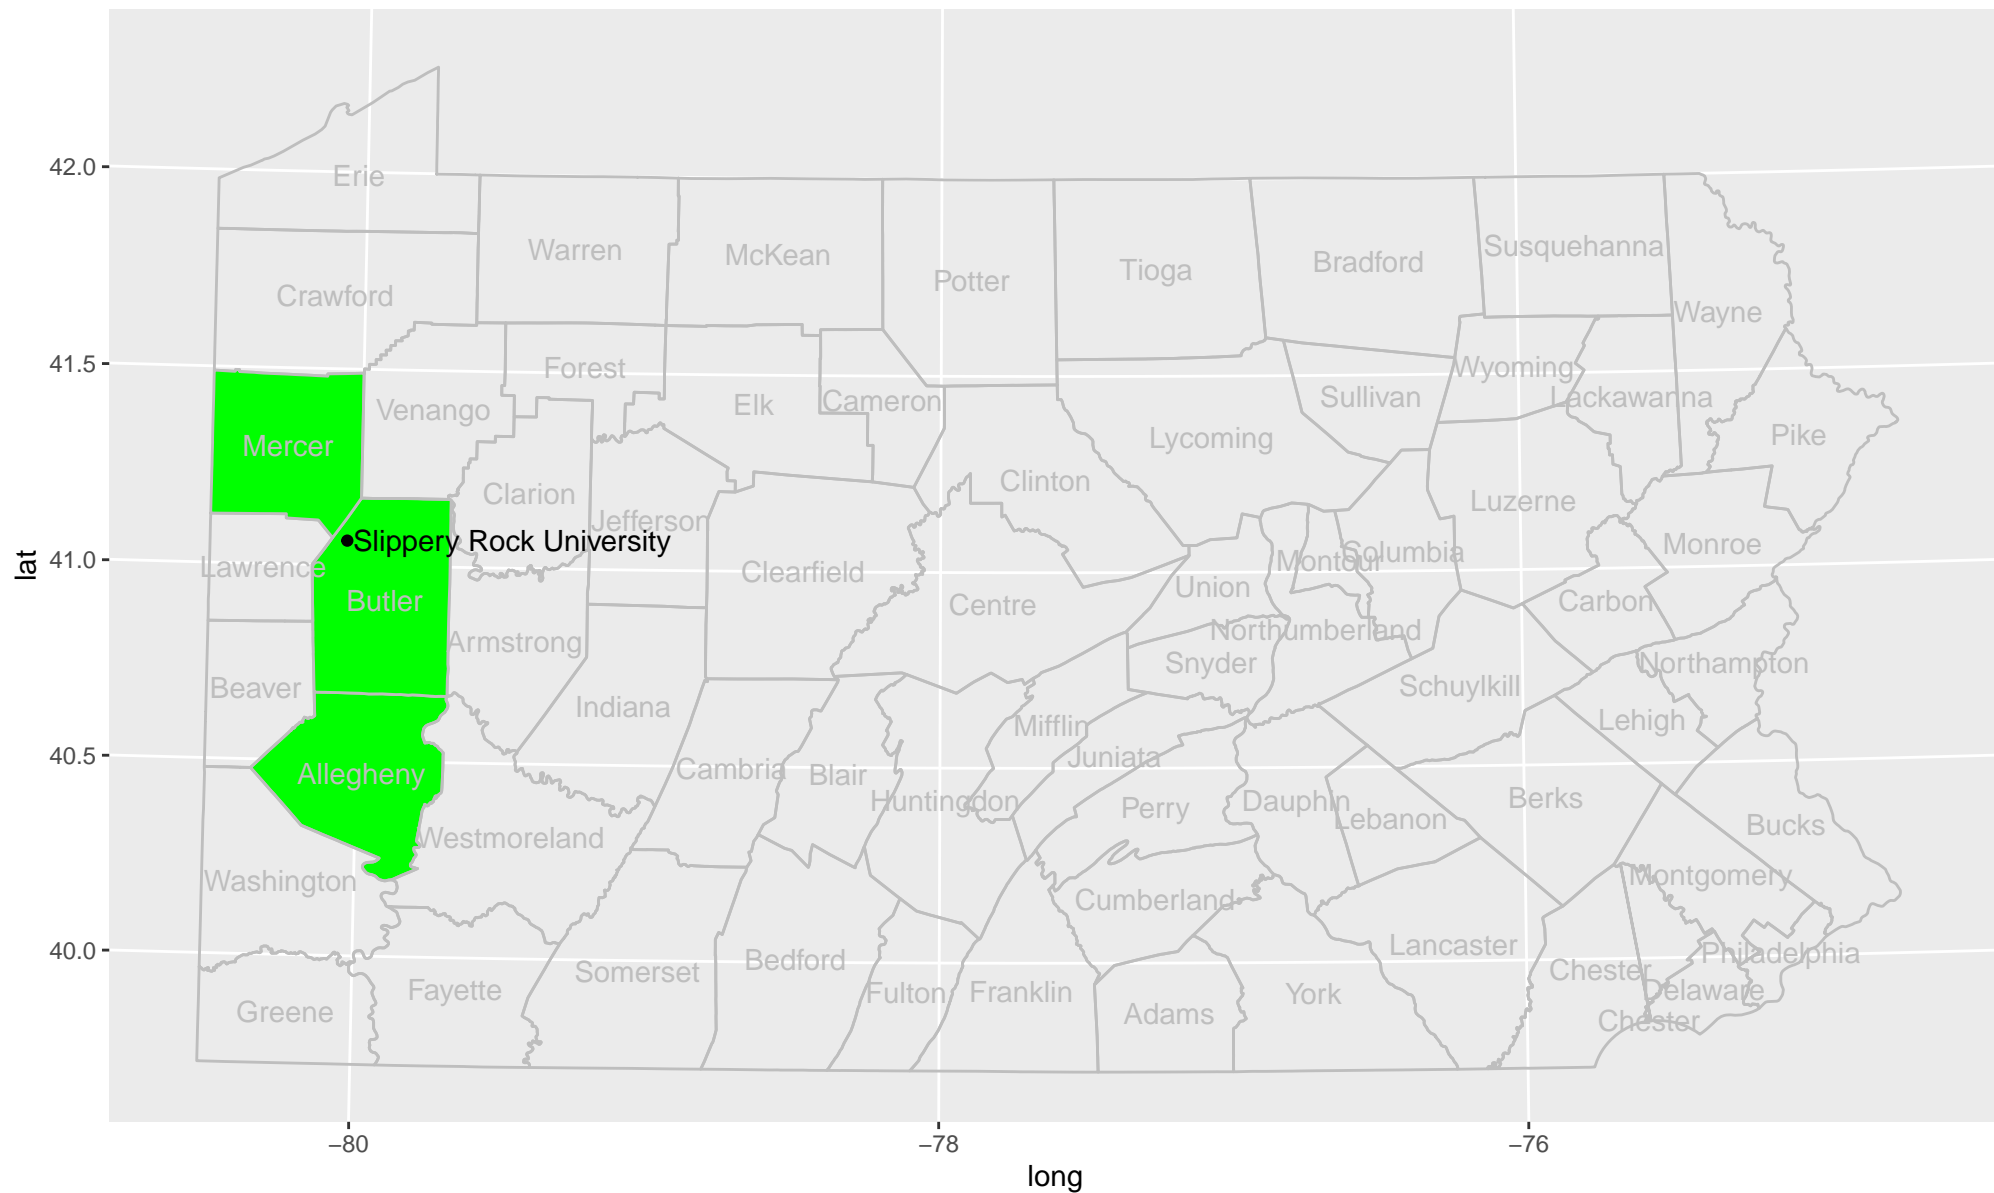 42.0
Erie
Warren
McKean
Potter
Tioga
Bradford
Susquehanna
Wayne
Crawford
41.5
Forest
Venango
Elk
Cameron
Sullivan
Wyoming
Lackawanna
Mercer
Lycoming
Pike
Clarion
Clinton
Luzerne
Jefferson
Slippery Rock University
41.0
Lawrence
Clearfield
Montour
Columbia
Monroe
Union
Butler
Centre
Carbon
Armstrong
Northumberland
Snyder
Northampton
Beaver
Schuylkill
Indiana
Mifflin
Lehigh
40.5
Allegheny
Cambria
Blair
Juniata
Huntingdon
Perry
Dauphin
Lebanon
Berks
Bucks
Westmoreland
Washington
Cumberland
Montgomery
40.0
Lancaster
Philadelphia
Somerset
Bedford
Chester
Fayette
Fulton
Franklin
York
Delaware
Greene
Adams
Chester
lat
−80
−78
−76
long